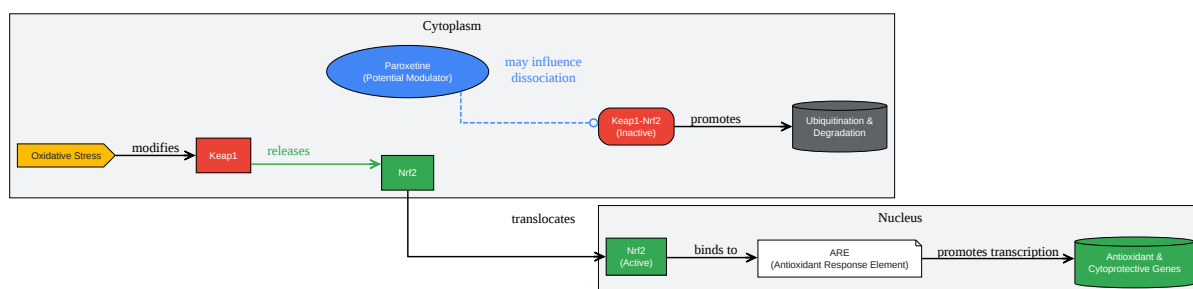 Cytoplasm
Paroxetine
(Potential Modulator)
may influence
dissociation
Keap1-Nrf2
(Inactive)
promotes
Ubiquitination &
Degradation
Oxidative Stress
modifies
Keap1
releases
Nrf2
translocates
Nucleus
Nrf2
(Active)
binds to
ARE
(Antioxidant Response Element)
promotes transcription
Antioxidant &
Cytoprotective Genes